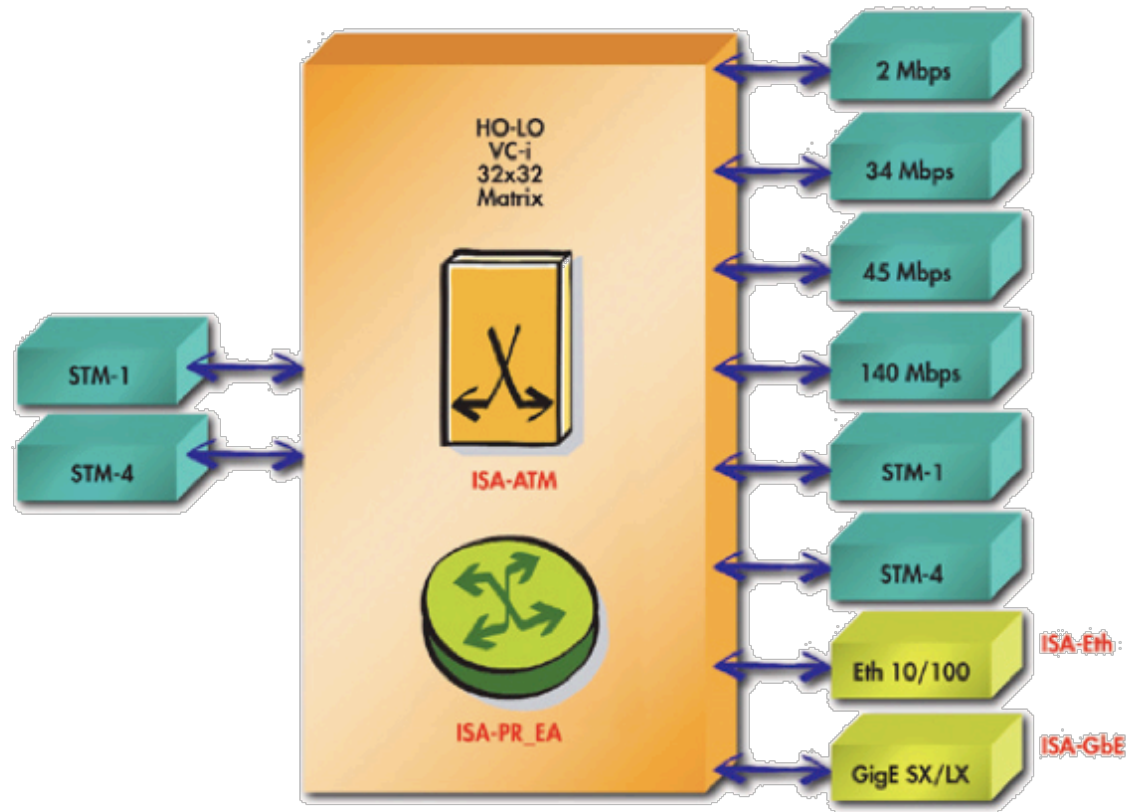 HO-LO
VC-i
32x32
Matrix
ISA-ATM
ISA-PR_EA
STM-1
STM-4
2 Mbps
34 Mbps
45 Mbps
140 Mbps
STM-1
STM-4
Eth 10/100
ISA-Eth
GigE SX/LX
ISA-GbE